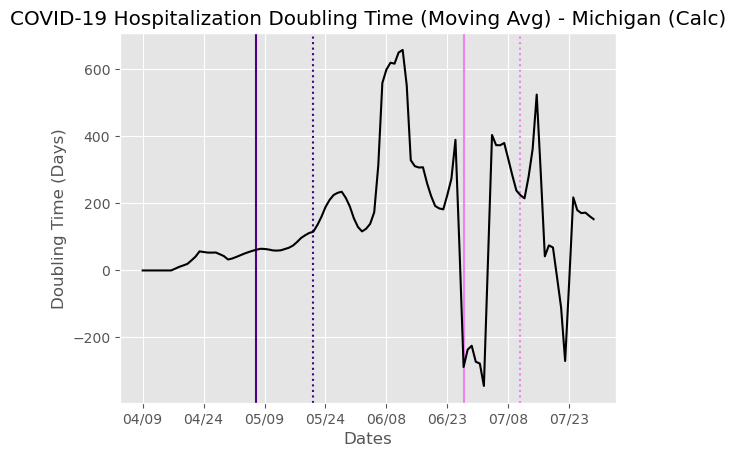 COVID-19 Hospitalization Doubling Time (Moving Avg) - Michigan (Calc)
Doubling Time (Days)
600
400
200
0
−200
04/09 04/24 05/09 05/24 06/08 06/23 07/08 07/23
Dates